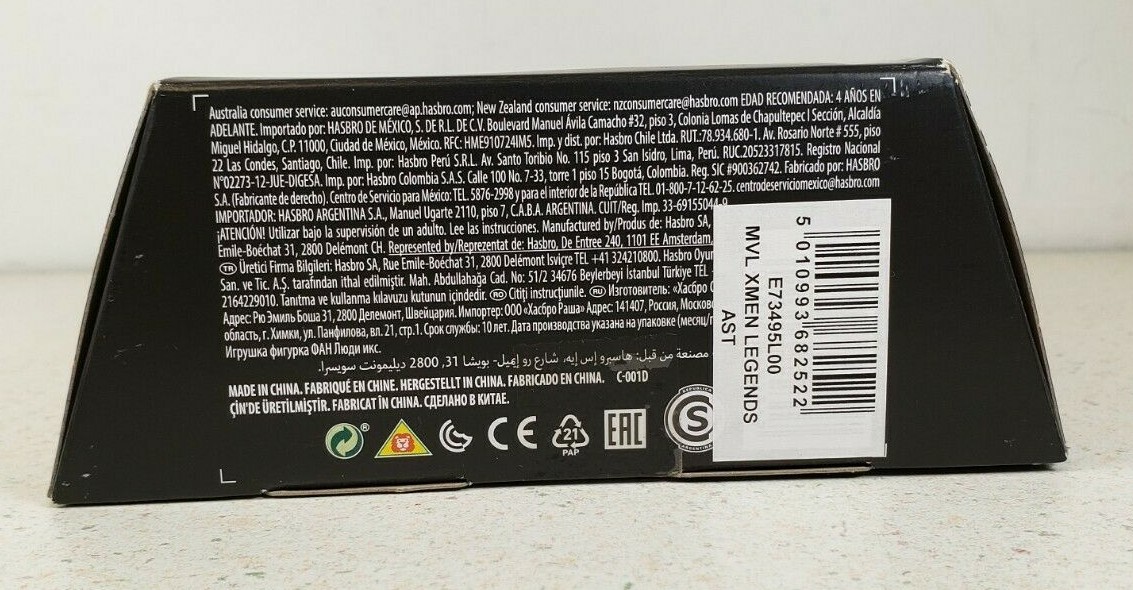 Australia consumer service: auconsumercare@ap.hasbro.com; New Zealand consumer service: nzconsumercare@hasbro.com EDAD RECOMENDADA: 4 AÑOS EN
ADELANTE. Importado por: HASBRO DE MÉXICO, S. DE R.L. DE C.V. Boulevard Manuel Ávila Camacho #32, piso 3, Colonia Lomas de Chapultepec I Sección, Alcaldía
Miguel Hidalgo, C.P. 11000, Ciudad de México, México. RFC: HME910724IM5. Imp. y dist. por: Hasbro Chile Ltda. RUT.:78.934.680-1. Av. Rosario Norte # 555, piso
22 Las Condes, Santiago, Chile. Imp. por: Hasbro Perú S.R.L. Av. Santo Toribio No. 115 piso 3 San Isidro, Lima, Perú. RUC.20523317815. Registro Nacional
N°02273-12-JUE-DIGESA. Imp. por: Hasbro Colombia S.A.S. Calle 100 No. 7-33, torre 1 piso 15 Bogotá, Colombia. Reg. SIC #900362742. Fabricado por: HASBRO
S.A. (Fabricante de derecho). Centro de Servicio para México: TEL. 5876-2998 y para el interior de la República TEL. 01-800-7-12-62-25. centrodeserviciomexico@hasbro.com
IMPORTADOR: HASBRO ARGENTINA S.A., Manuel Ugarte 2110, piso 7, C.A.B.A. ARGENTINA. CUIT/Reg. Imp. 33-69155044-9
¡ATENCIÓN! Utilizar bajo la supervisión de un adulto. Lee las instrucciones. Manufactured by/Produs de: Hasbro SA,
Emile-Boéchat 31, 2800 Delémont CH. Represented by/Reprezentat de: Hasbro, De Entree 240, 1101 EE Amsterdam,
TR Üretici Firma Bilgileri: Hasbro SA, Rue Emile-Boéchat 31, 2800 Delémont İsviçre TEL +41 324210800. Hasbro Oyun
San. ve Tic. A.Ş. tarafından ithal edilmiştir. Mah. Abdullahağa Cad. No: 51/2 34676 Beylerbeyi İstanbul Türkiye TEL
2164229010. Tanıtma ve kullanma kılavuzu kutunun içindedir. RO Citiți instrucțiunile. RU Изготовитель: «Хасбро
Адрес: Рю Эмиль Боша 31, 2800 Делемонт, Швейцария. Импортер: ООО «Хасбро Раша» Адрес: 141407, Россия, Московс
область, г. Химки, ул. Панфилова, вл. 21, стр.1. Срок службы: 10 лет. Дата производства указана на упаковке (месяц/г
Игрушка фигурка ФАН Люди икс.
مصنعة من قبل: هاسبرو إس إيه، شارع رو إيميل- بويشا 31, 2800 ديليمونت سويسرا.
MADE IN CHINA. FABRIQUÉ EN CHINE. HERGESTELLT IN CHINA. FABRICADO EN CHINA. C-001D
ÇİN'DE ÜRETİLMİŞTİR. FABRICAT ÎN CHINA. СДЕЛАНО В КИТАЕ.
® CE 21 PAP EAC S
5 010993 682522
E73495L00
MVL XMEN LEGENDS
AST